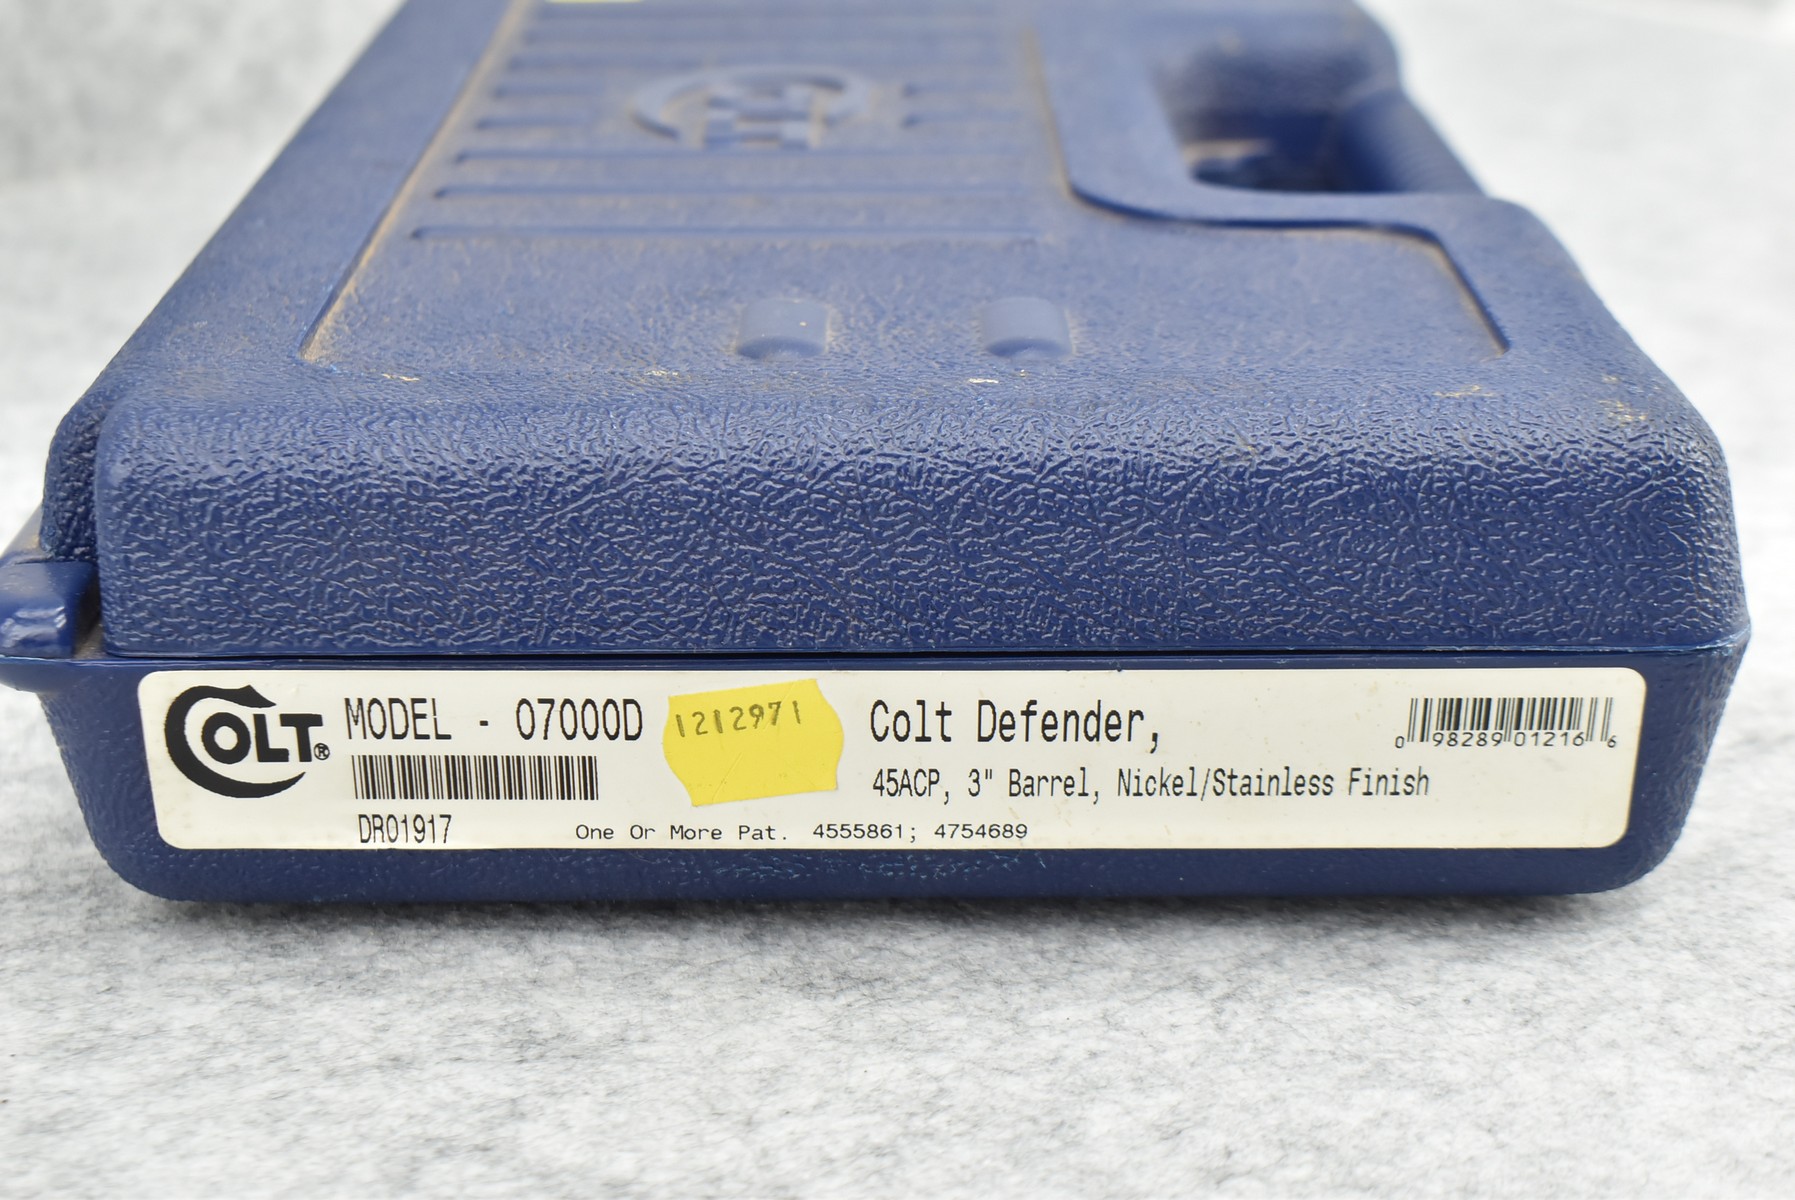 COLT® MODEL - 07000D
1212971
Colt Defender,
45ACP, 3" Barrel, Nickel/Stainless Finish
0 98289 01216 6
DR01917
One Or More Pat. 4555861; 4754689